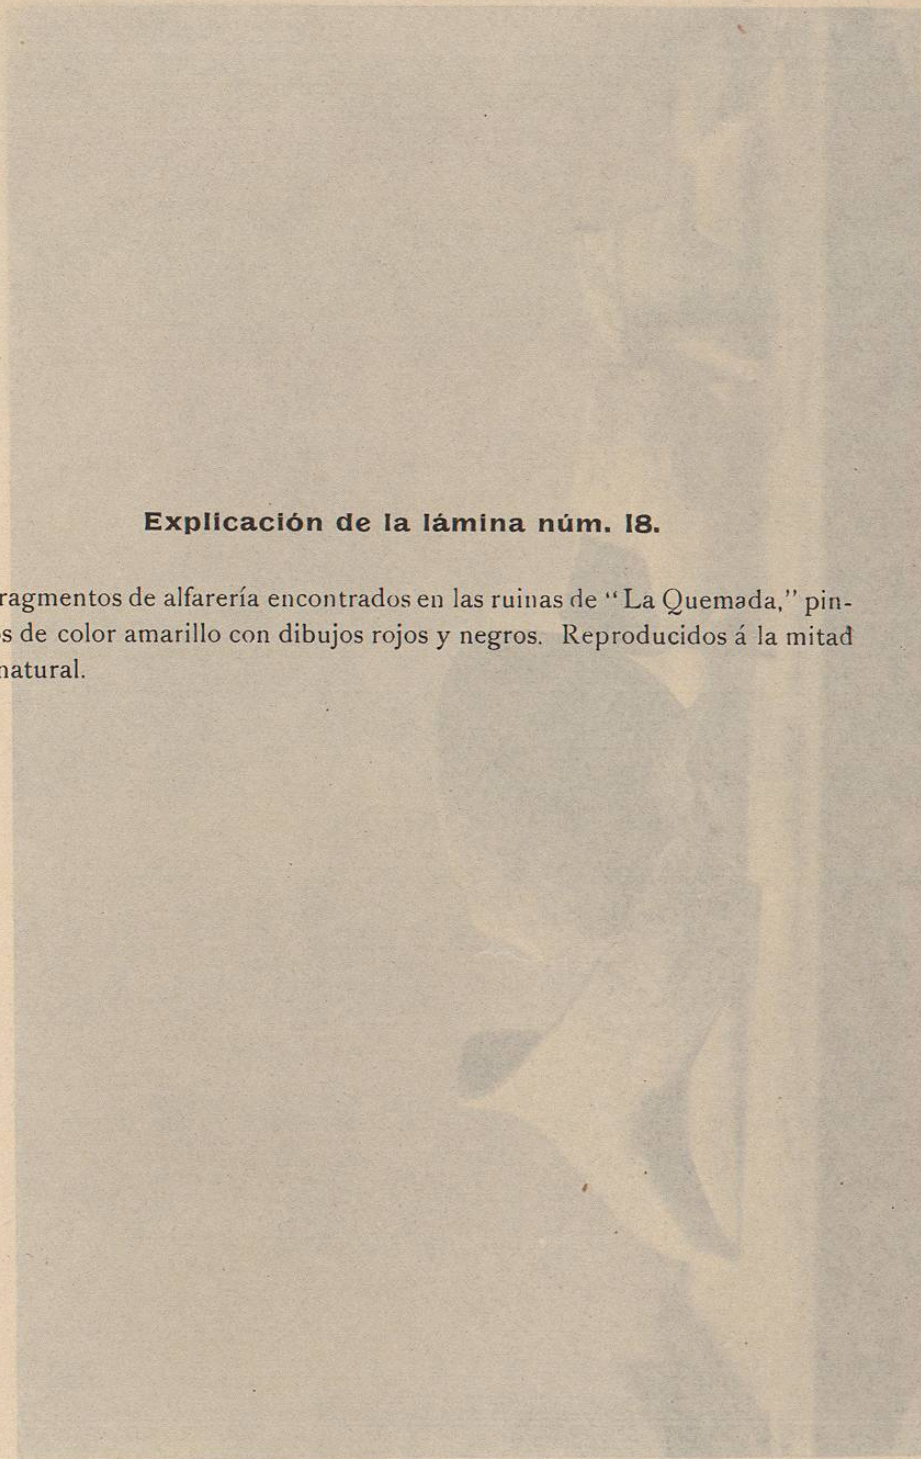 Explicación de la lámina núm. 18.
ragmentos de alfarería encontrados en las ruinas de “La Quemada,” pin-
s de color amarillo con dibujos rojos y negros. Reproducidos á la mitad
natural.